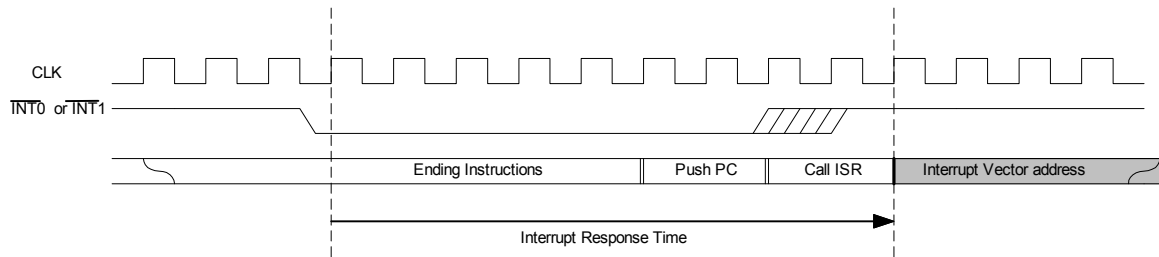 CLK
INT0 or INT1
Ending Instructions Push PC Call ISR Interrupt Vector address
Interrupt Response Time